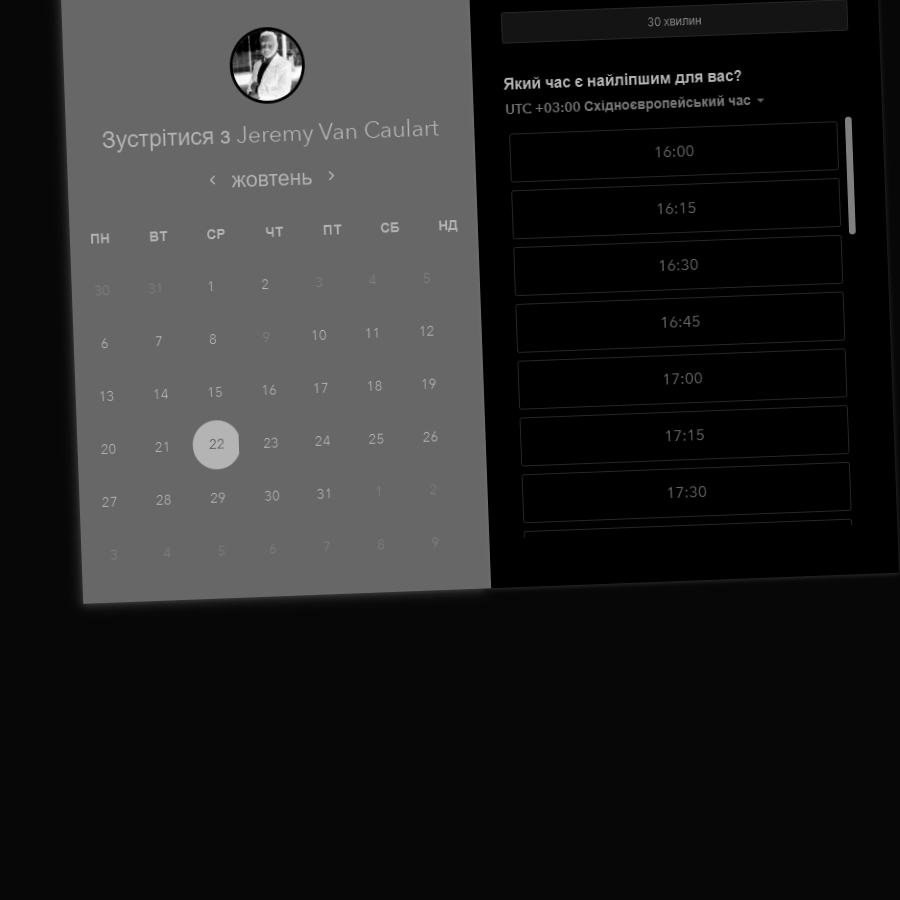 Зустрітися з Jeremy Van Caulart
жовтень
ПН ВТ СР ЧТ ПТ СБ НД
30 31 1 2 3 4 5
6 7 8 9 10 11 12
13 14 15 16 17 18 19
20 21 22 23 24 25 26
27 28 29 30 31 1 2
3 4 5 6 7 8 9
30 хвилин
Який час є найліпшим для вас?
UTC +03:00 Східноєвропейський час
16:00
16:15
16:30
16:45
17:00
17:15
17:30